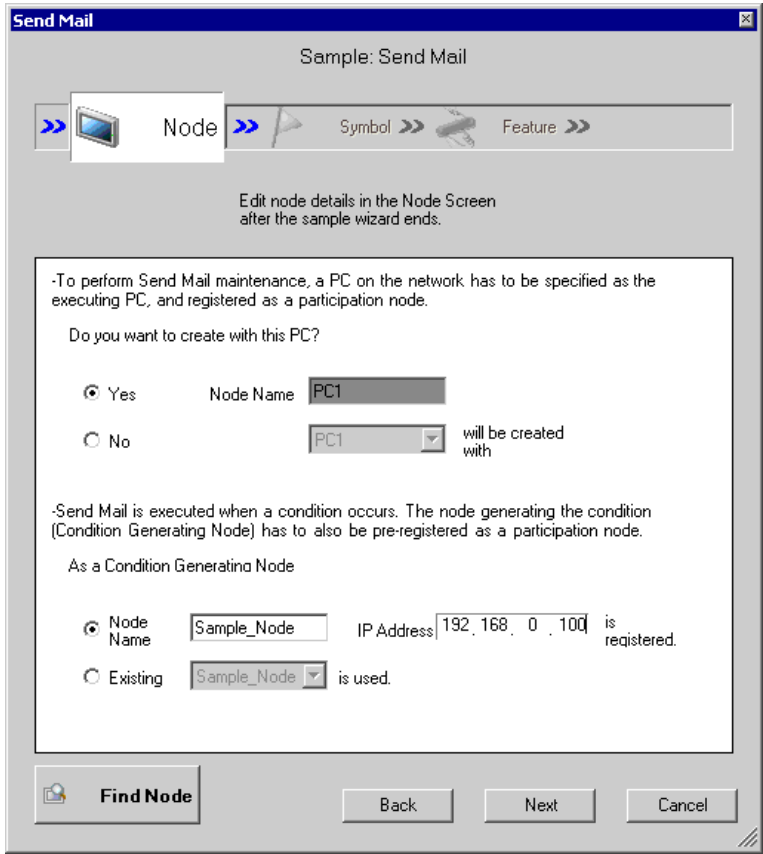 Send Mail
Sample: Send Mail
Node Symbol Feature
Edit node details in the Node Screen
after the sample wizard ends.
-To perform Send Mail maintenance, a PC on the network has to be specified as the
executing PC, and registered as a participation node.
Do you want to create with this PC?
Yes Node Name PC1
No PC1 will be created
with
-Send Mail is executed when a condition occurs. The node generating the condition
(Condition Generating Node) has to also be pre-registered as a participation node.
As a Condition Generating Node
Node
Name Sample_Node IP Address 192. 168. 0 . 100 is
registered.
Existing Sample_Node is used.
Find Node Back Next Cancel